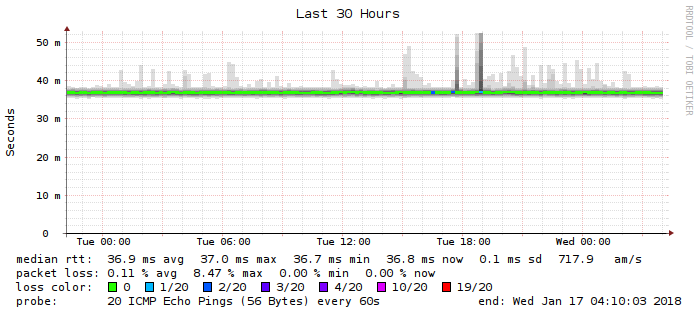 Last 30 Hours
RRDTOOL / TOBI OETIKER
Seconds
50 m
40 m
30 m
20 m
10 m
0
Tue 00:00 Tue 06:00 Tue 12:00 Tue 18:00 Wed 00:00
median rtt: 36.9 ms avg 37.0 ms max 36.7 ms min 36.8 ms now 0.1 ms sd 717.9 am/s
packet loss: 0.11 % avg 8.47 % max 0.00 % min 0.00 % now
loss color: 0 1/20 2/20 3/20 4/20 10/20 19/20
probe: 20 ICMP Echo Pings (56 Bytes) every 60s end: Wed Jan 17 04:10:03 2018